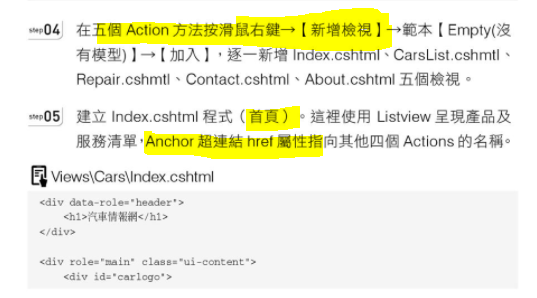 step04 在五個 Action 方法按滑鼠右鍵→【新增檢視】→範本【Empty(沒
有模型)】→【加入】，逐一新增 Index.cshtml、CarsList.cshmtl、
Repair.cshmtl、Contact.cshtml、About.cshtml 五個檢視。
step05 建立 Index.cshtml 程式（首頁）。這裡使用 Listview 呈現產品及
服務清單，Anchor 超連結 href 屬性指向其他四個 Actions 的名稱。
Views\Cars\Index.cshtml
<div data-role="header">
<h1>汽車情報網</h1>
</div>
<div role="main" class="ui-content">
<div id="carlogo">